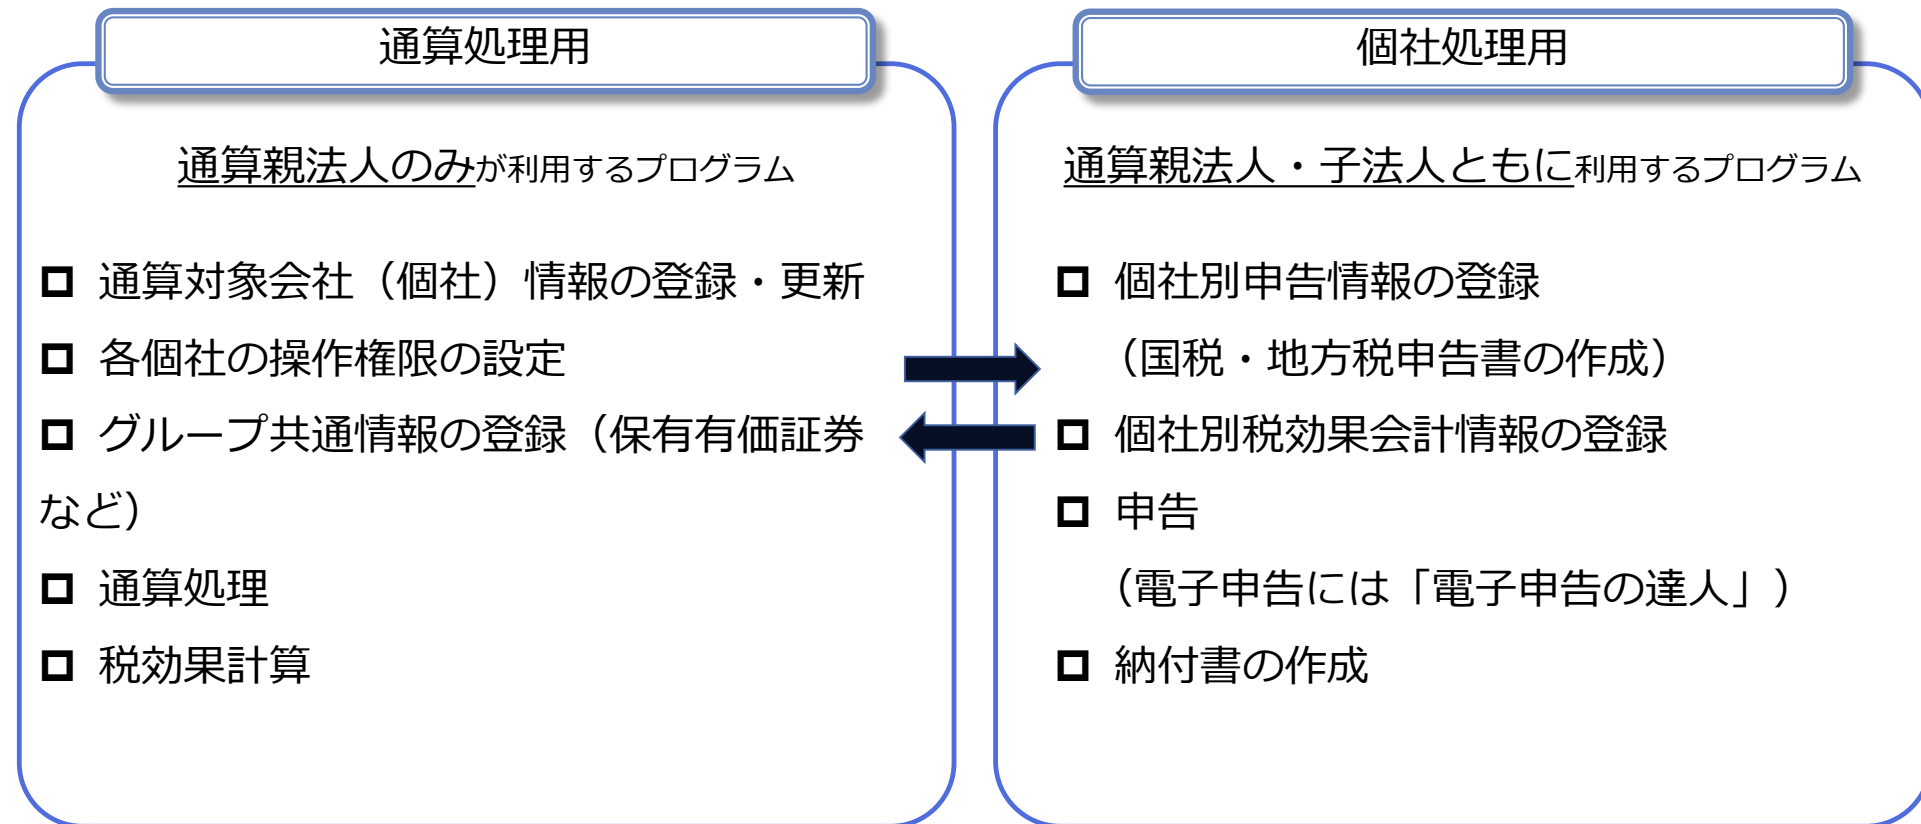 通算処理用
通算親法人のみが利用するプログラム
通算対象会社（個社）情報の登録・更新
各個社の操作権限の設定
グループ共通情報の登録（保有有価証券
など）
通算処理
税効果計算
個社処理用
通算親法人・子法人ともに利用するプログラム
個社別申告情報の登録
（国税・地方税申告書の作成）
個社別税効果会計情報の登録
申告
（電子申告には「電子申告の達人」）
納付書の作成